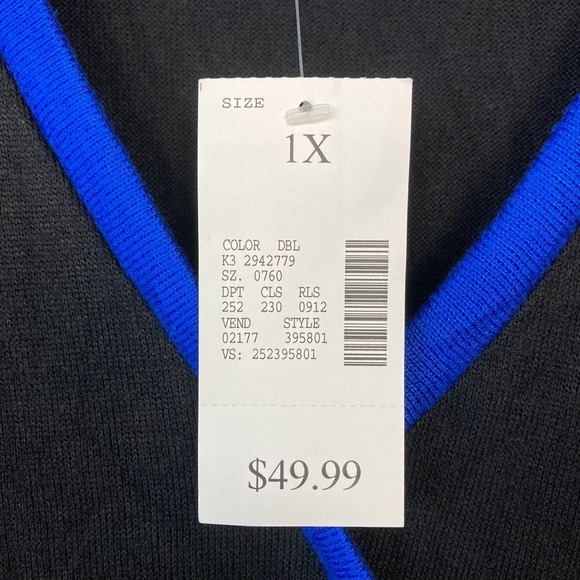 SIZE
1X
COLOR DBL
K3 2942779
SZ. 0760
DPT CLS RLS
252 230 0912
VEND STYLE
02177 395801
VS: 252395801
$49.99